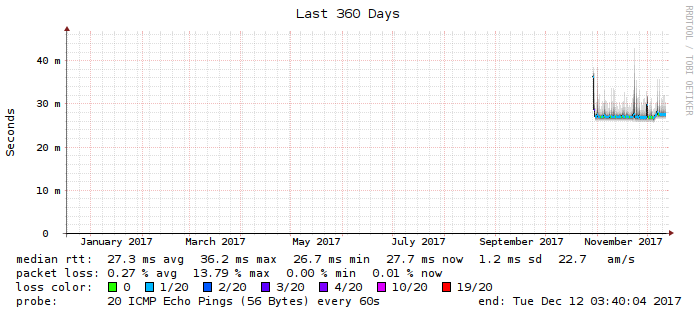 Last 360 Days
RRDTOOL / TOBI OETIKER
Seconds
40 m
30 m
20 m
10 m
0
January 2017 March 2017 May 2017 July 2017 September 2017 November 2017
median rtt: 27.3 ms avg 36.2 ms max 26.7 ms min 27.7 ms now 1.2 ms sd 22.7 am/s
packet loss: 0.27 % avg 13.79 % max 0.00 % min 0.01 % now
loss color: 0 1/20 2/20 3/20 4/20 10/20 19/20
probe: 20 ICMP Echo Pings (56 Bytes) every 60s end: Tue Dec 12 03:40:04 2017